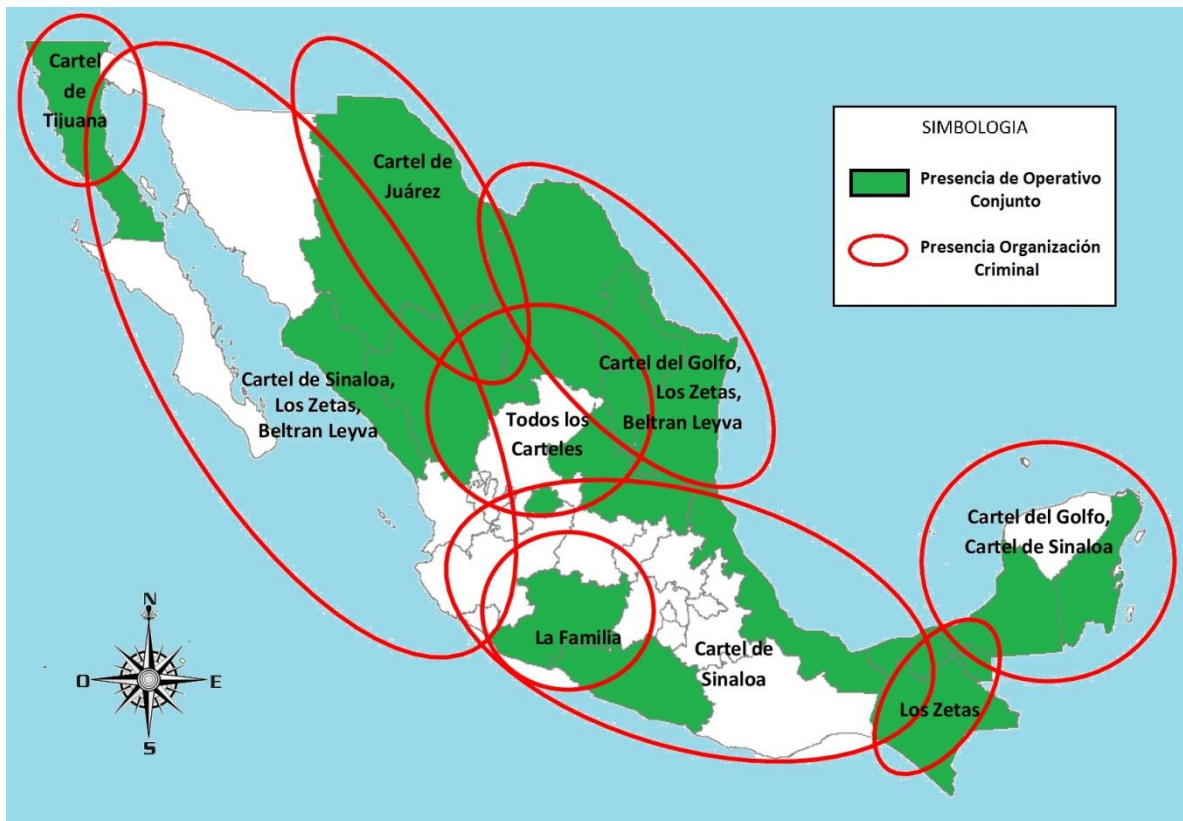 Cartel
de
Tijuana
Cartel de
Juárez
SIMBOLOGIA
Presencia de Operativo
Conjunto
Presencia Organización
Criminal
Cartel de Sinaloa,
Los Zetas,
Beltran Leyva
Cartel del Golfo,
Los Zetas,
Beltran Leyva
Todos los
Carteles
Cartel del Golfo,
Cartel de Sinaloa
La Familia
Cartel de
Sinaloa
Los Zetas
N
O
E
S